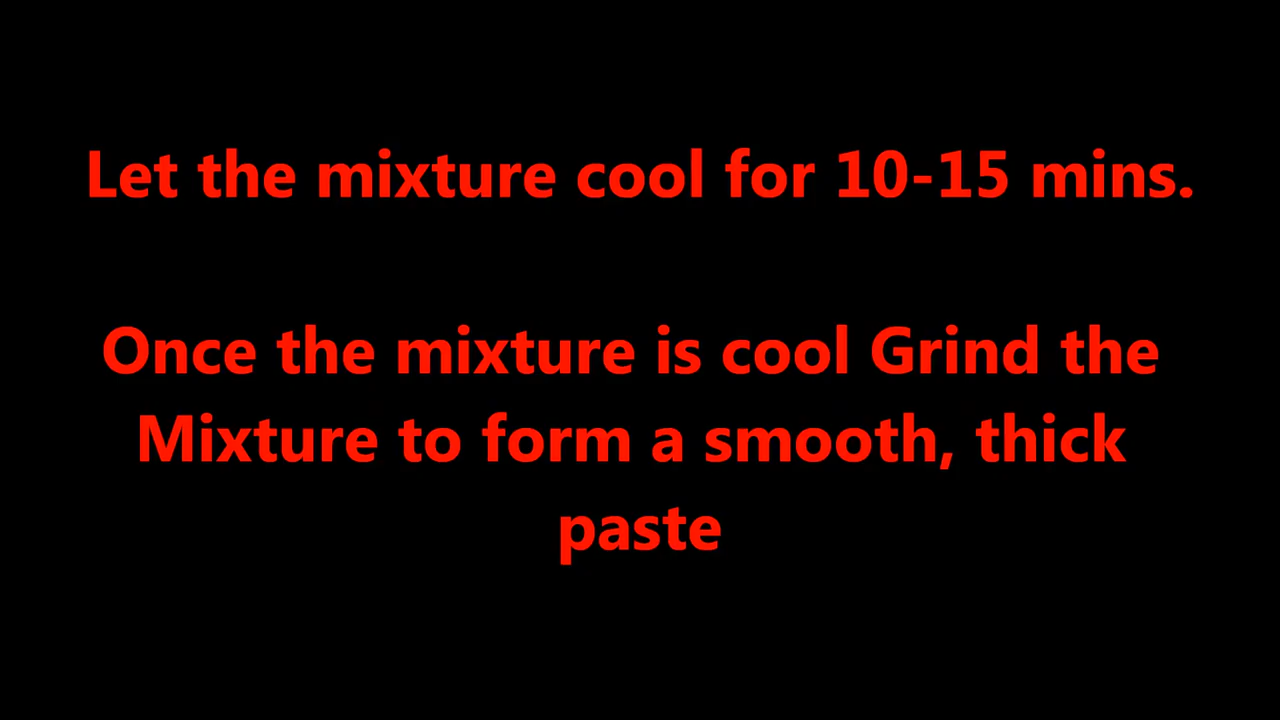 Let the mixture cool for 10-15 mins.
Once the mixture is cool Grind the
Mixture to form a smooth, thick
paste